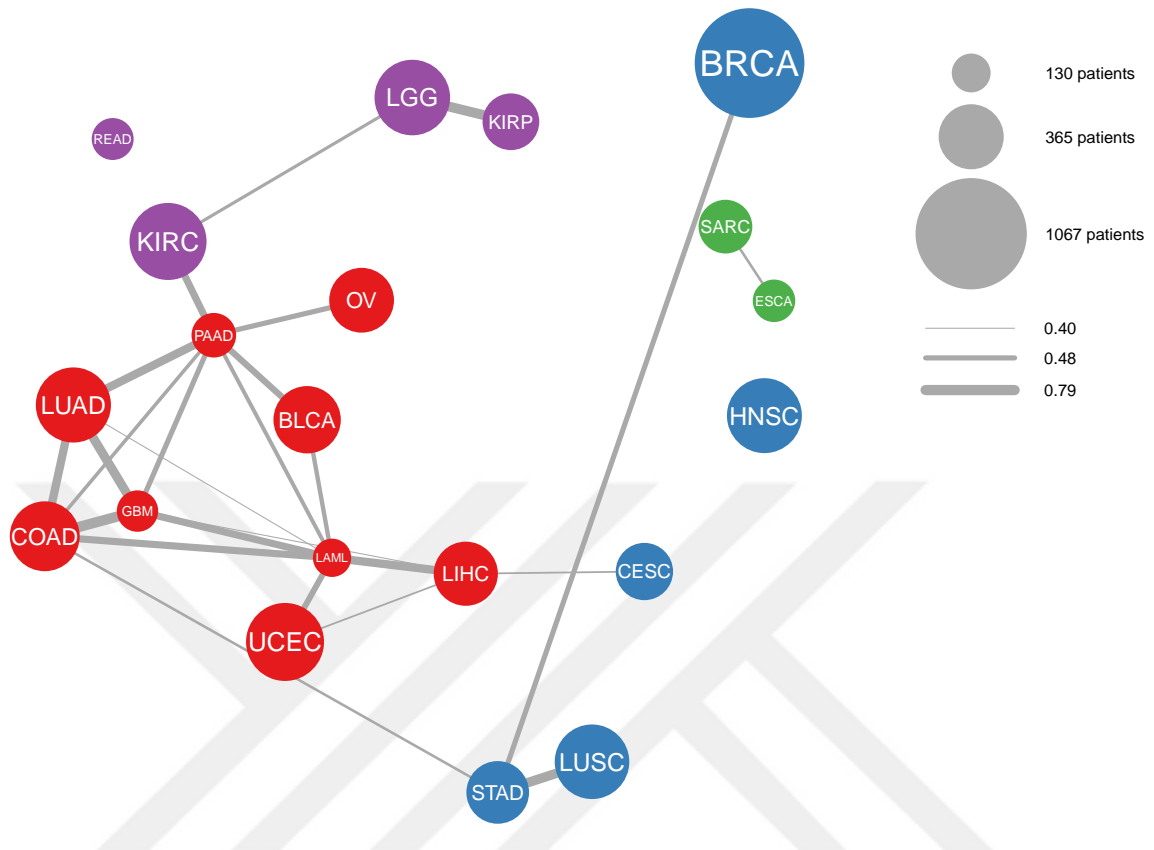 BRCA
130 patients
LGG
KIRP
READ
365 patients
SARC
KIRC
1067 patients
OV
ESCA
PAAD
0.40
0.48
0.79
LUAD
BLCA
HNSC
GBM
COAD
LAML
LIHC
CESC
UCEC
LUSC
STAD